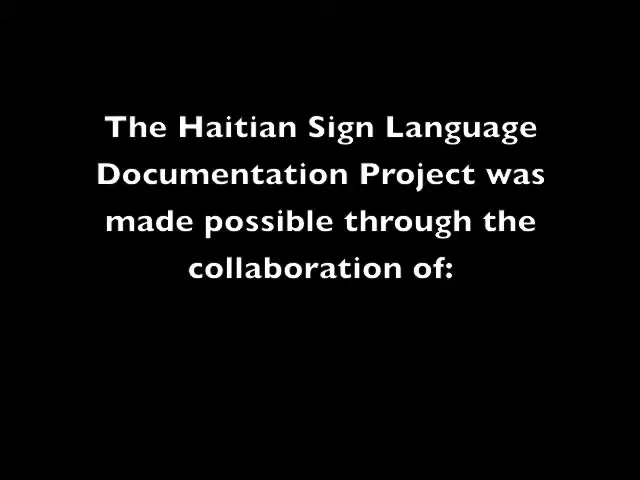 The Haitian Sign Language
Documentation Project was
made possible through the
collaboration of: